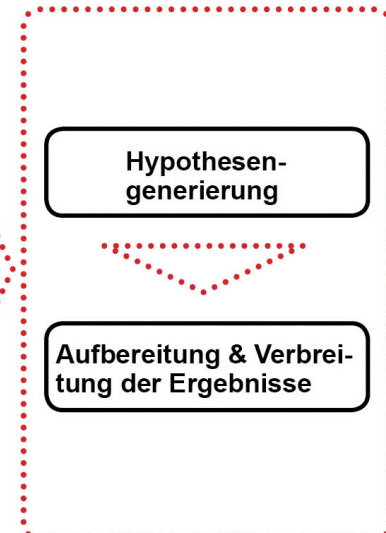 Hypothesen-
generierung
Aufbereitung & Verbrei-
tung der Ergebnisse